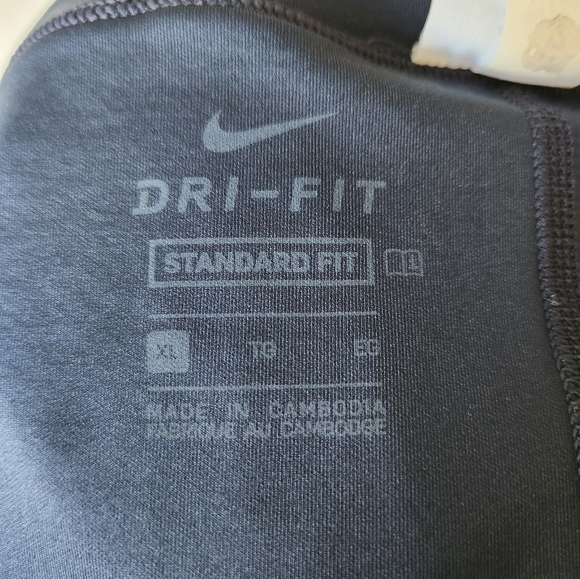 DRI-FIT
STANDARD FIT
XL TG EG
MADE IN CAMBODIA
FABRIQUÉ AU CAMBODGE